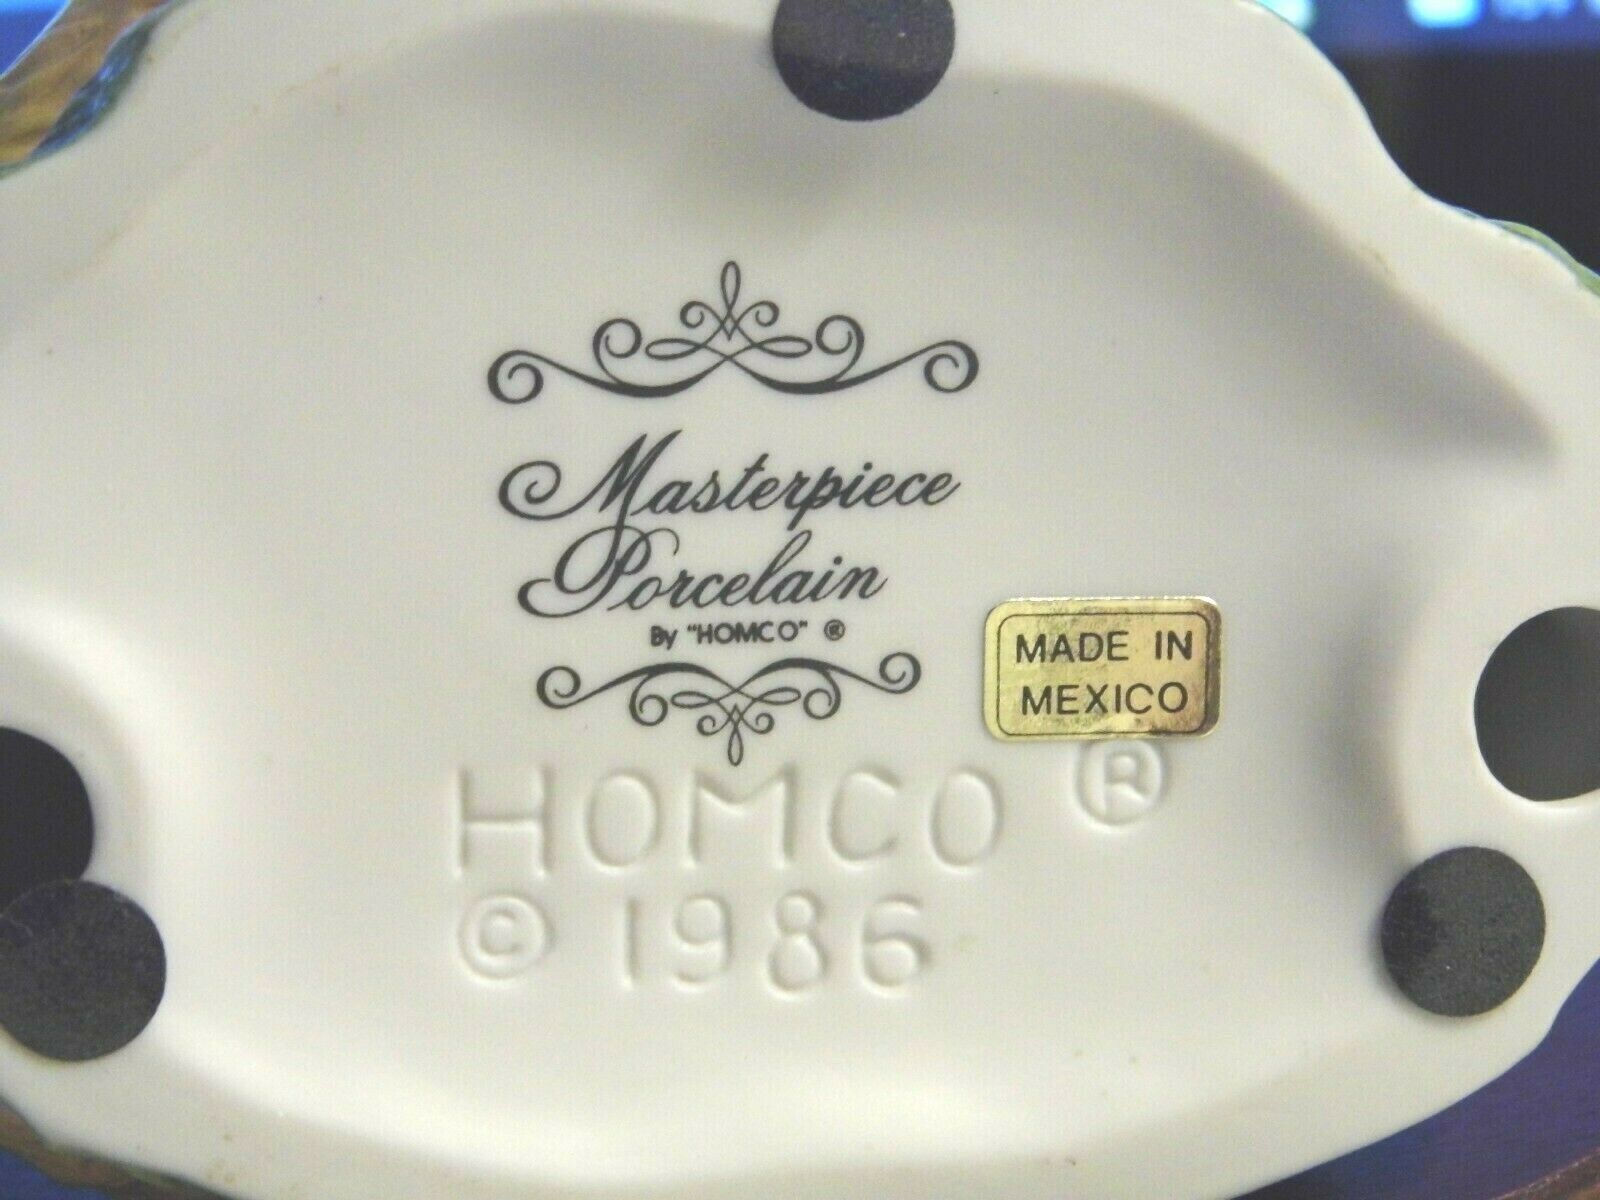 Masterpiece
Porcelain
By "HOMCO" ®
MADE IN
MEXICO
HOMCO ®
© 1986